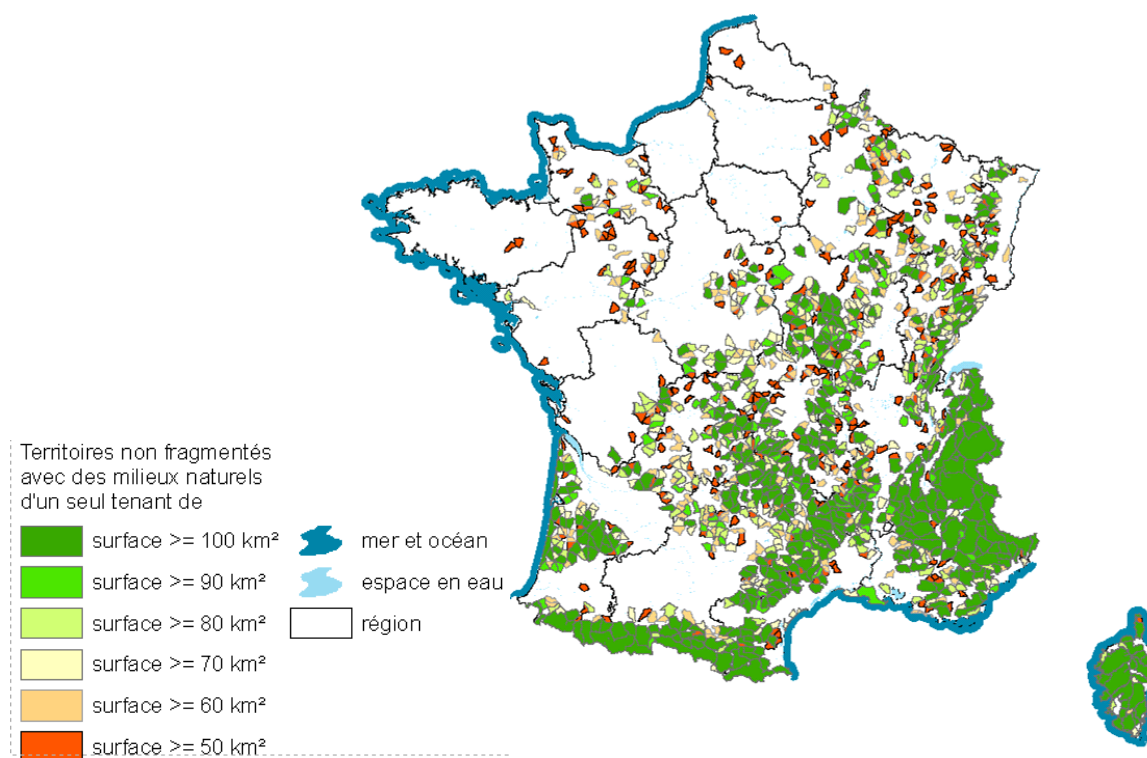 Territoires non fragmentés
avec des milieux naturels
d'un seul tenant de
surface >= 100 km²
surface >= 90 km²
surface >= 80 km²
surface >= 70 km²
surface >= 60 km²
surface >= 50 km²
mer et océan
espace en eau
région